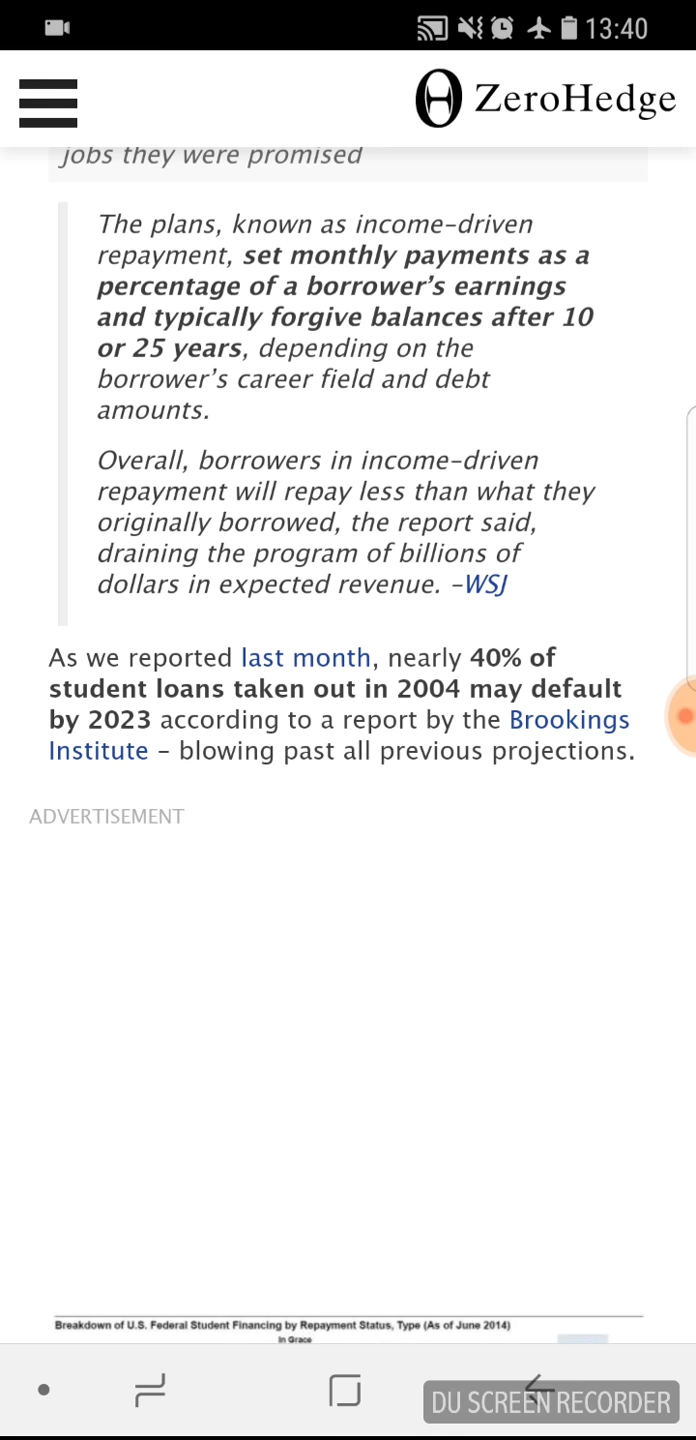 13:40
ZeroHedge
jobs they were promised
The plans, known as income-driven
repayment, set monthly payments as a
percentage of a borrower's earnings
and typically forgive balances after 10
or 25 years, depending on the
borrower's career field and debt
amounts.
Overall, borrowers in income-driven
repayment will repay less than what they
originally borrowed, the report said,
draining the program of billions of
dollars in expected revenue. -WSJ
As we reported last month, nearly 40% of
student loans taken out in 2004 may default
by 2023 according to a report by the Brookings
Institute - blowing past all previous projections.
ADVERTISEMENT
Breakdown of U.S. Federal Student Financing by Repayment Status, Type (As of June 2014)
In Grace
DU SCREEN RECORDER